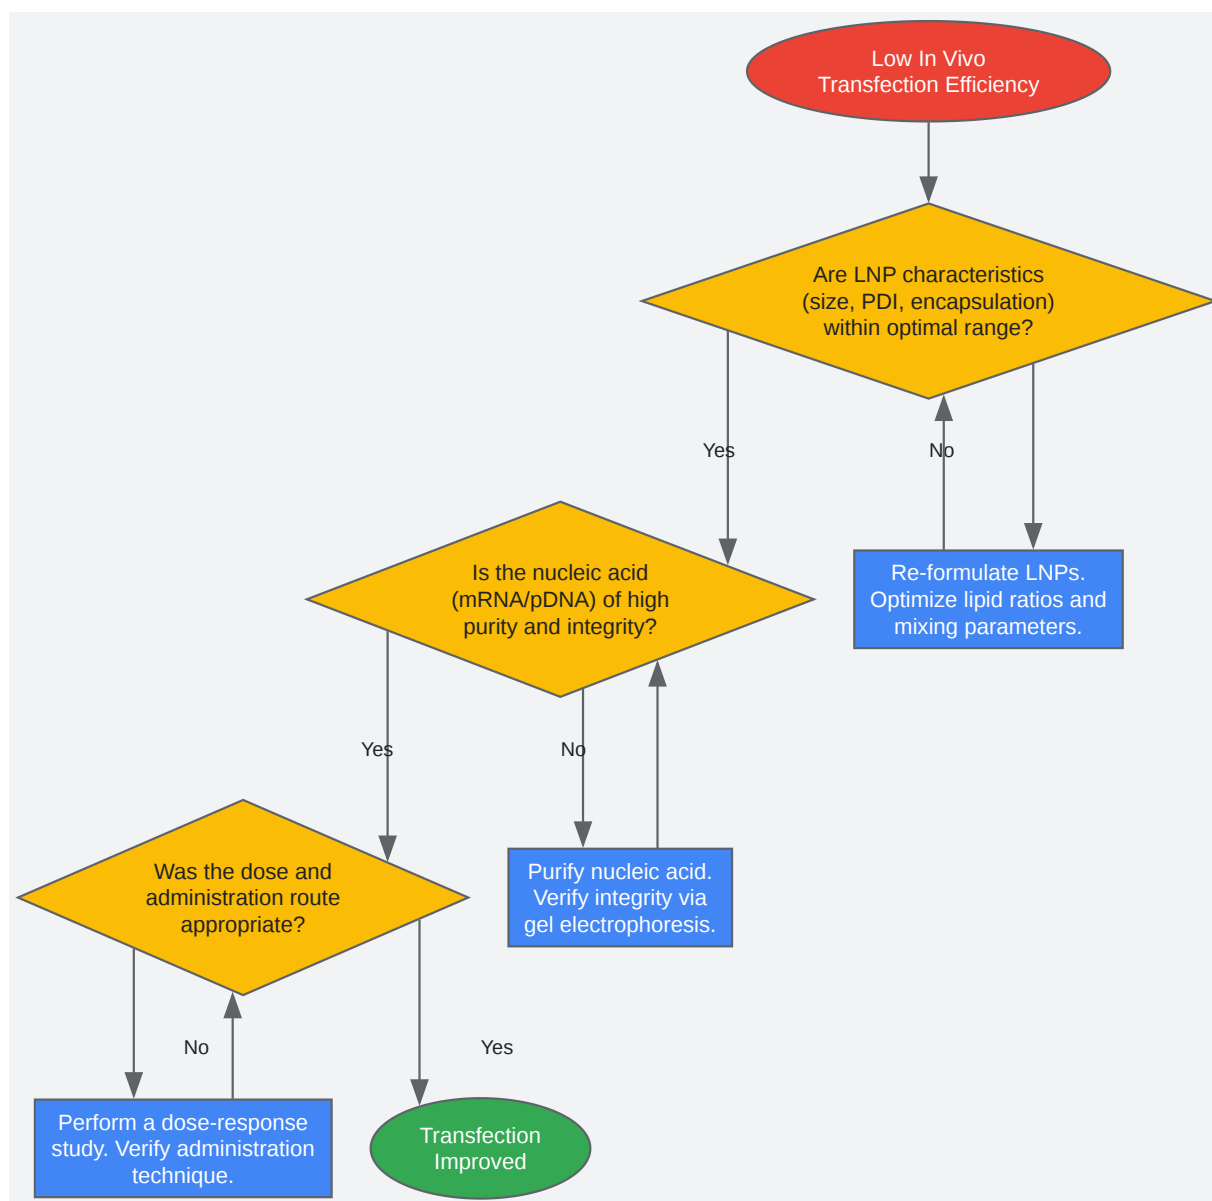 Low In Vivo
Transfection Efficiency
Are LNP characteristics
(size, PDI, encapsulation)
within optimal range?
Yes
No
Is the nucleic acid
(mRNA/pDNA) of high
purity and integrity?
Re-formulate LNPs.
Optimize lipid ratios and
mixing parameters.
Yes
No
Was the dose and
administration route
appropriate?
Purify nucleic acid.
Verify integrity via
gel electrophoresis.
No
Yes
Perform a dose-response
study. Verify administration
technique.
Transfection
Improved